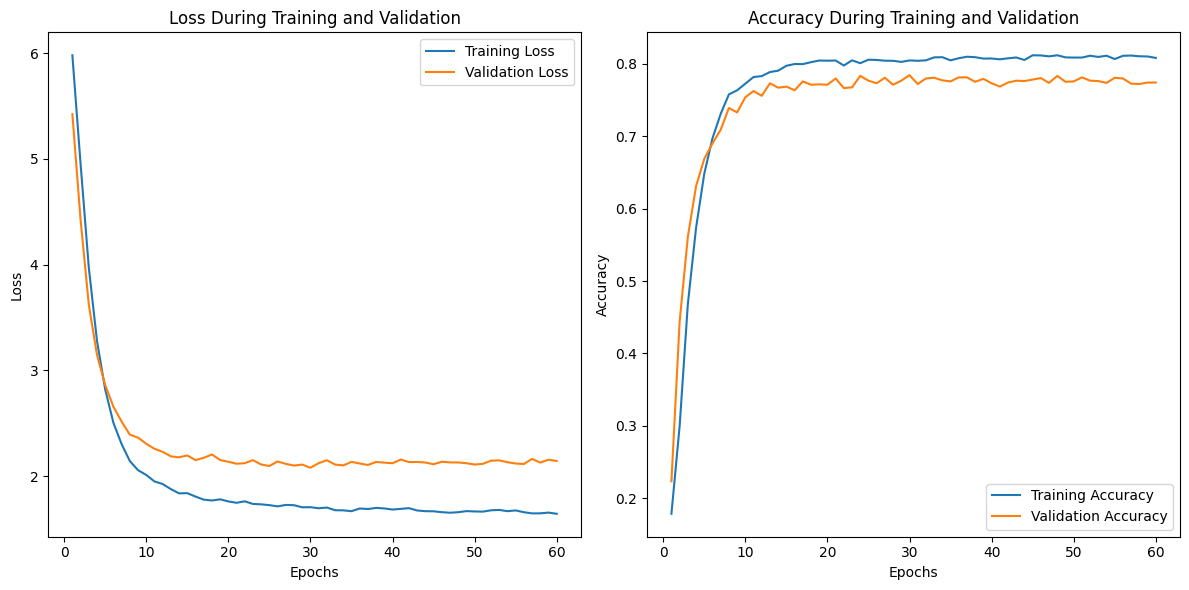 Loss During Training and Validation
Training Loss
Validation Loss
6
5
4
3
2
Loss
0 10 20 30 40 50 60
Epochs
Accuracy During Training and Validation
0.8
0.7
0.6
0.5
0.4
0.3
0.2
Accuracy
Training Accuracy
Validation Accuracy
0 10 20 30 40 50 60
Epochs